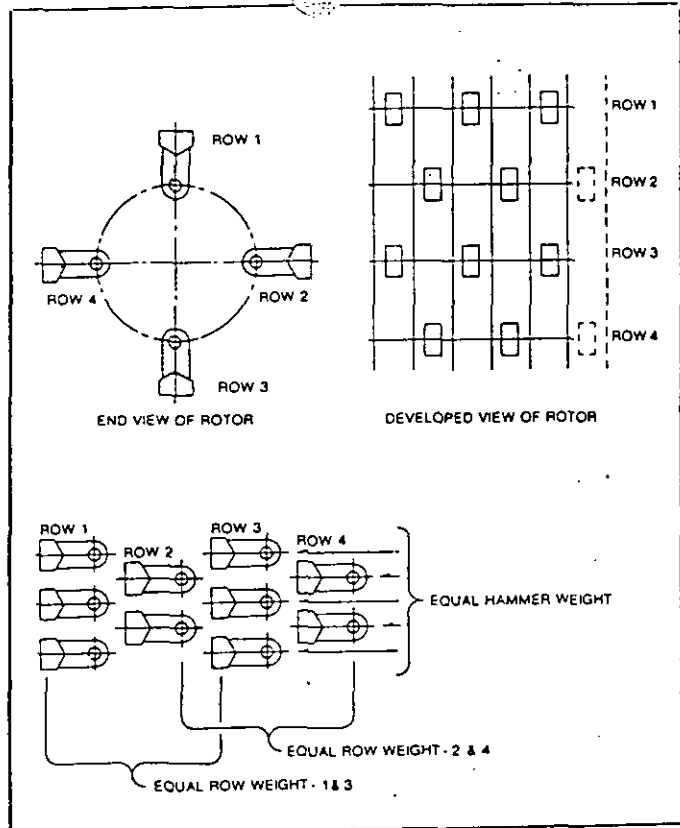 ROW 1
ROW 4
ROW 2
ROW 3
END VIEW OF ROTOR
ROW 1
ROW 2
ROW 3
ROW 4
DEVELOPED VIEW OF ROTOR
ROW 1
ROW 2
ROW 3
ROW 4
EQUAL HAMMER WEIGHT
EQUAL ROW WEIGHT - 2 & 4
EQUAL ROW WEIGHT - 1 & 3